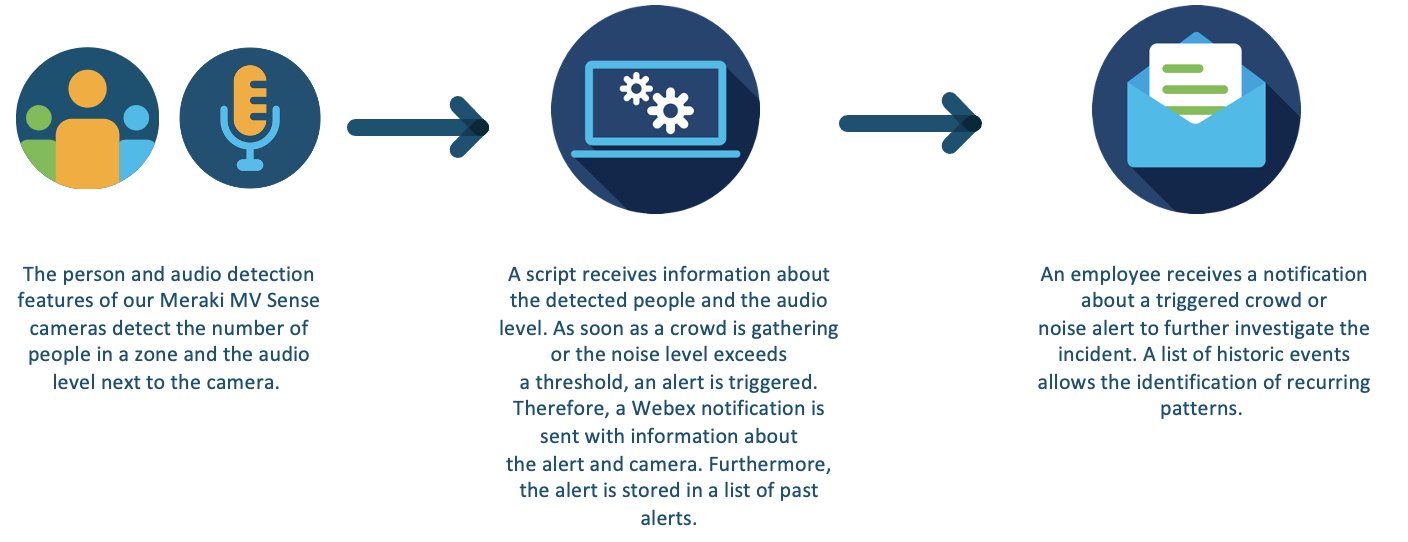 The person and audio detection
features of our Meraki MV Sense
cameras detect the number of
people in a zone and the audio
level next to the camera.
A script receives information about
the detected people and the audio
level. As soon as a crowd is gathering
or the noise level exceeds
a threshold, an alert is triggered.
Therefore, a Webex notification is
sent with information about
the alert and camera. Furthermore,
the alert is stored in a list of past
alerts.
An employee receives a notification
about a triggered crowd or
noise alert to further investigate the
incident. A list of historic events
allows the identification of recurring
patterns.